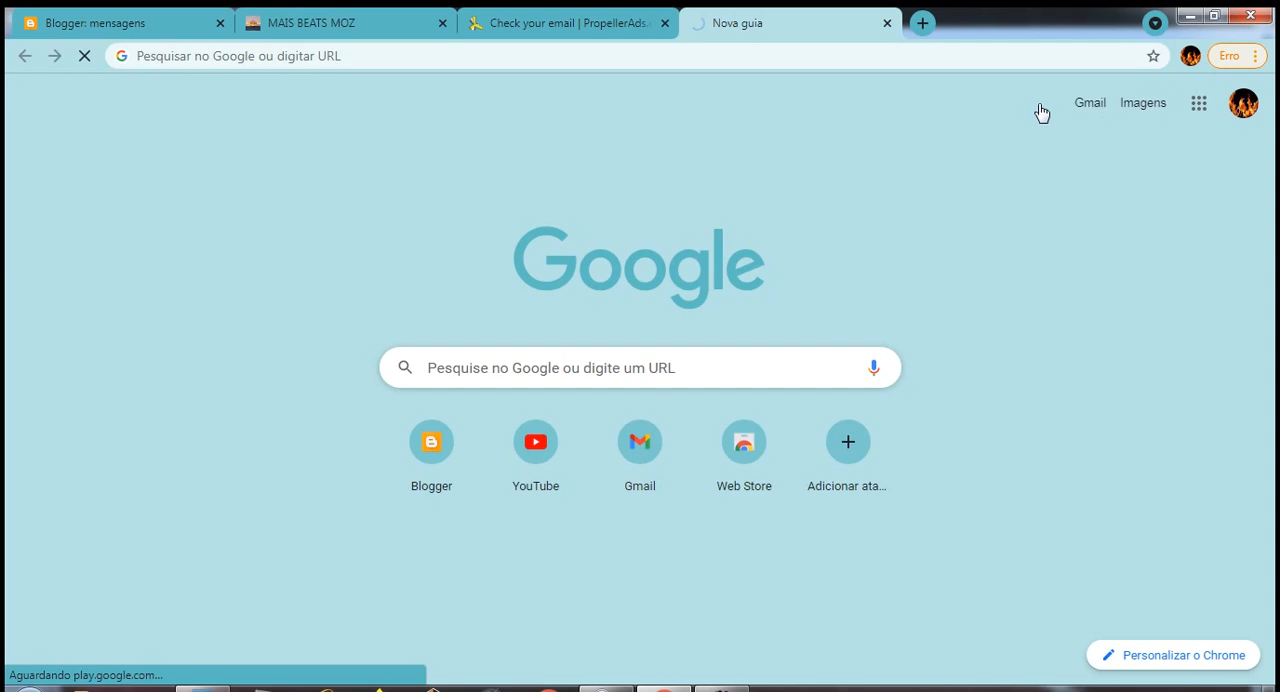 Blogger: mensagens
MAIS BEATS MOZ
Check your email | PropellerAds.
Nova guia
Pesquisar no Google ou digitar URL
Erro
Gmail
Imagens
Google
Pesquise no Google ou digite um URL
Blogger
YouTube
Gmail
Web Store
Adicionar ata...
Personalizar o Chrome
Aguardando play.google.com...